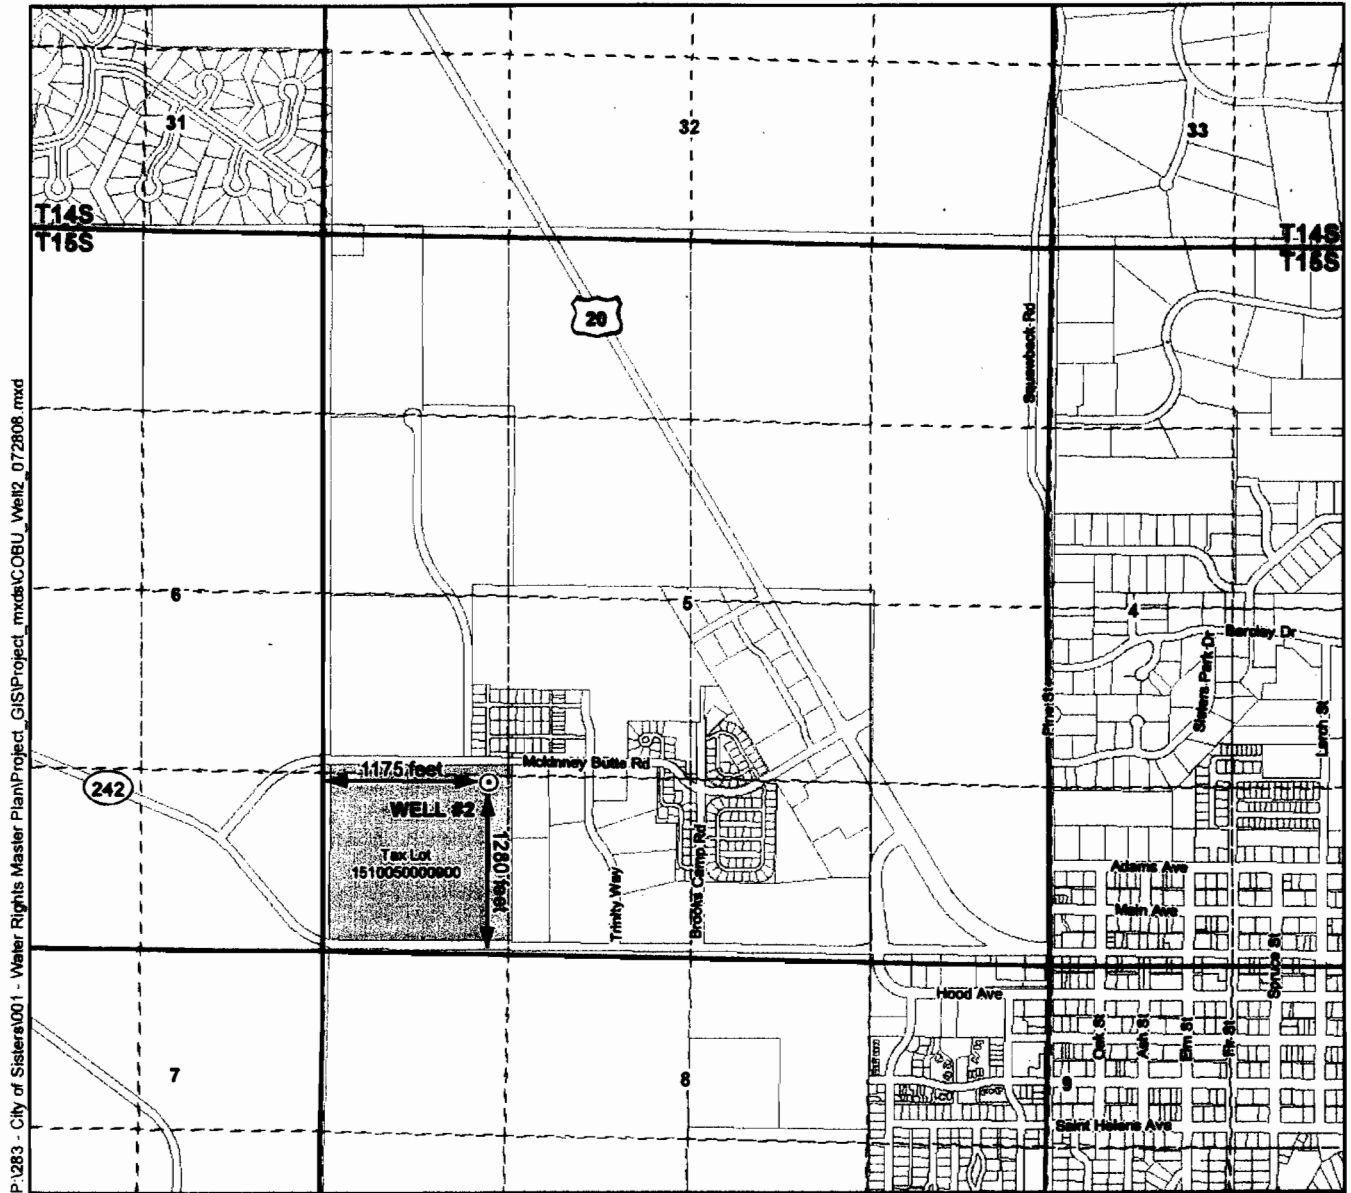 31
32
33
T14S
T15S
T14S
T15S
20
Squawback Rd
6
5
4
Barclay Dr
Sisters Park Dr
Pine St
Larch St
McKinney Butte Rd
1175 feet
242
WELL #2
1280 feet
Tax Lot
1510050000900
Trinity Way
Brooks Camp Rd
Adams Ave
Main Ave
Spruce St
Hood Ave
Oak St
Ash St
Elm St
Fir St
7
8
9
Saint Helens Ave
P:\283 - City of Sisters\001 - Water Rights Master Plan\Project_GIS\Project_mxds\COBU_Well2_072808.mxd